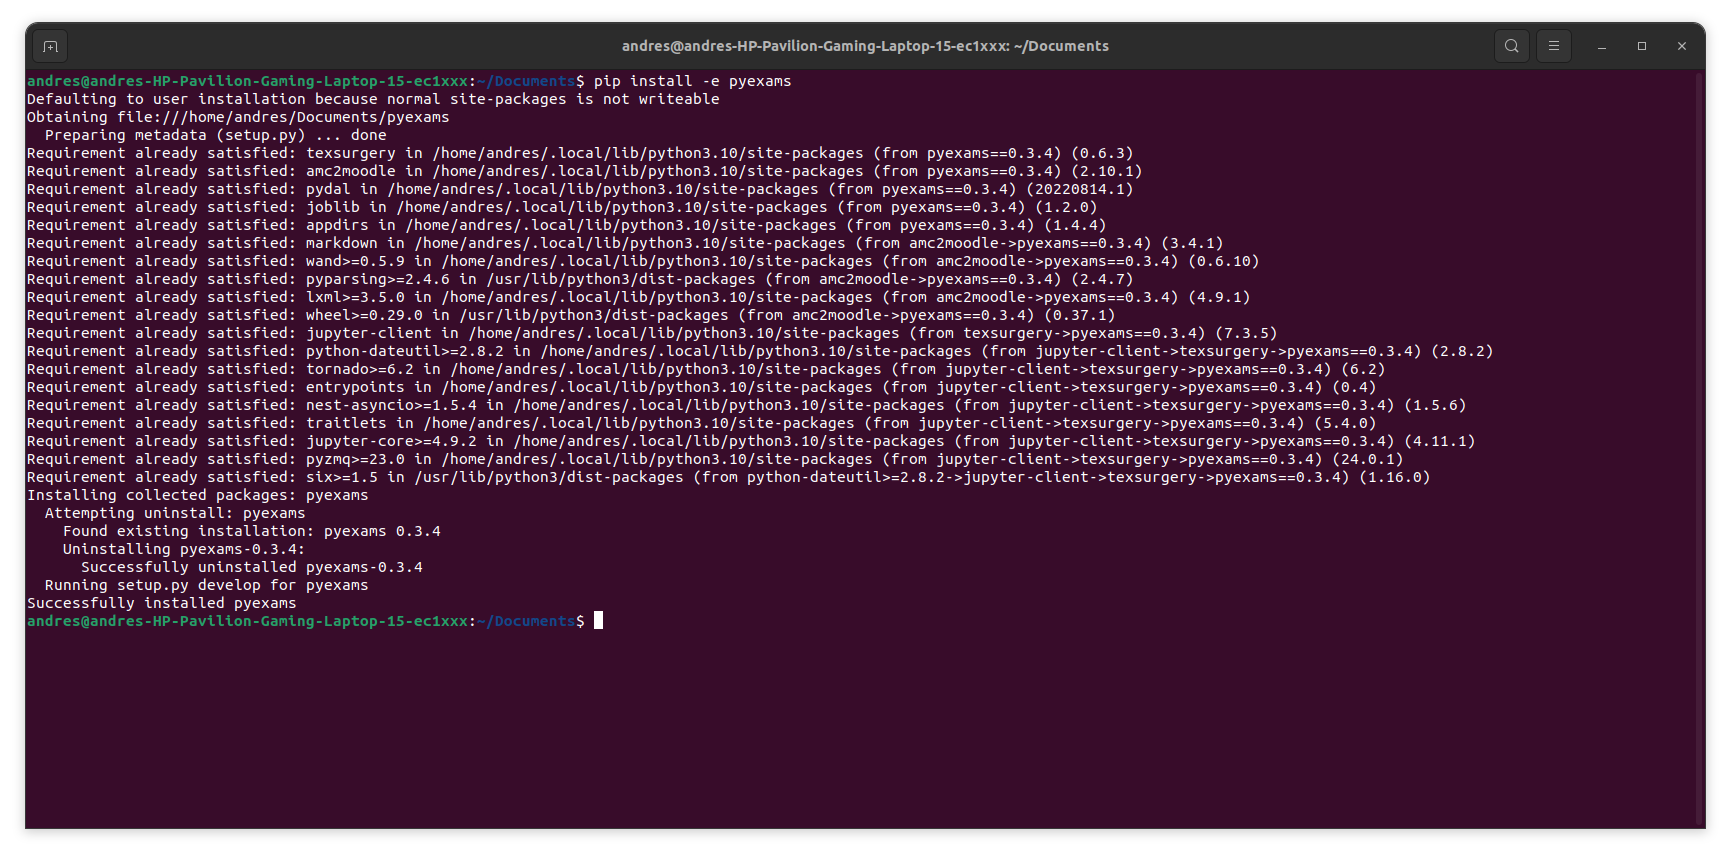 andres@andres-HP-Pavilion-Gaming-Laptop-15-ec1xxx: ~/Documents
andres@andres-HP-Pavilion-Gaming-Laptop-15-ec1xxx:~/Documents$ pip install -e pyexams
Defaulting to user installation because normal site-packages is not writeable
Obtaining file:///home/andres/Documents/pyexams
  Preparing metadata (setup.py) ... done
Requirement already satisfied: texsurgery in /home/andres/.local/lib/python3.10/site-packages (from pyexams==0.3.4) (0.6.3)
Requirement already satisfied: amc2moodle in /home/andres/.local/lib/python3.10/site-packages (from pyexams==0.3.4) (2.10.1)
Requirement already satisfied: pydal in /home/andres/.local/lib/python3.10/site-packages (from pyexams==0.3.4) (20220814.1)
Requirement already satisfied: joblib in /home/andres/.local/lib/python3.10/site-packages (from pyexams==0.3.4) (1.2.0)
Requirement already satisfied: appdirs in /home/andres/.local/lib/python3.10/site-packages (from pyexams==0.3.4) (1.4.4)
Requirement already satisfied: markdown in /home/andres/.local/lib/python3.10/site-packages (from amc2moodle->pyexams==0.3.4) (3.4.1)
Requirement already satisfied: wand>=0.5.9 in /home/andres/.local/lib/python3.10/site-packages (from amc2moodle->pyexams==0.3.4) (0.6.10)
Requirement already satisfied: pyparsing>=2.4.6 in /usr/lib/python3/dist-packages (from amc2moodle->pyexams==0.3.4) (2.4.7)
Requirement already satisfied: lxml>=3.5.0 in /home/andres/.local/lib/python3.10/site-packages (from amc2moodle->pyexams==0.3.4) (4.9.1)
Requirement already satisfied: wheel>=0.29.0 in /usr/lib/python3/dist-packages (from amc2moodle->pyexams==0.3.4) (0.37.1)
Requirement already satisfied: jupyter-client in /home/andres/.local/lib/python3.10/site-packages (from texsurgery->pyexams==0.3.4) (7.3.5)
Requirement already satisfied: python-dateutil>=2.8.2 in /home/andres/.local/lib/python3.10/site-packages (from jupyter-client->texsurgery->pyexams==0.3.4) (2.8.2)
Requirement already satisfied: tornado>=6.2 in /home/andres/.local/lib/python3.10/site-packages (from jupyter-client->texsurgery->pyexams==0.3.4) (6.2)
Requirement already satisfied: entrypoints in /home/andres/.local/lib/python3.10/site-packages (from jupyter-client->texsurgery->pyexams==0.3.4) (0.4)
Requirement already satisfied: nest-asyncio>=1.5.4 in /home/andres/.local/lib/python3.10/site-packages (from jupyter-client->texsurgery->pyexams==0.3.4) (1.5.6)
Requirement already satisfied: traitlets in /home/andres/.local/lib/python3.10/site-packages (from jupyter-client->texsurgery->pyexams==0.3.4) (5.4.0)
Requirement already satisfied: jupyter-core>=4.9.2 in /home/andres/.local/lib/python3.10/site-packages (from jupyter-client->texsurgery->pyexams==0.3.4) (4.11.1)
Requirement already satisfied: pyzmq>=23.0 in /home/andres/.local/lib/python3.10/site-packages (from jupyter-client->texsurgery->pyexams==0.3.4) (24.0.1)
Requirement already satisfied: six>=1.5 in /usr/lib/python3/dist-packages (from python-dateutil>=2.8.2->jupyter-client->texsurgery->pyexams==0.3.4) (1.16.0)
Installing collected packages: pyexams
  Attempting uninstall: pyexams
    Found existing installation: pyexams 0.3.4
    Uninstalling pyexams-0.3.4:
      Successfully uninstalled pyexams-0.3.4
  Running setup.py develop for pyexams
Successfully installed pyexams
andres@andres-HP-Pavilion-Gaming-Laptop-15-ec1xxx:~/Documents$